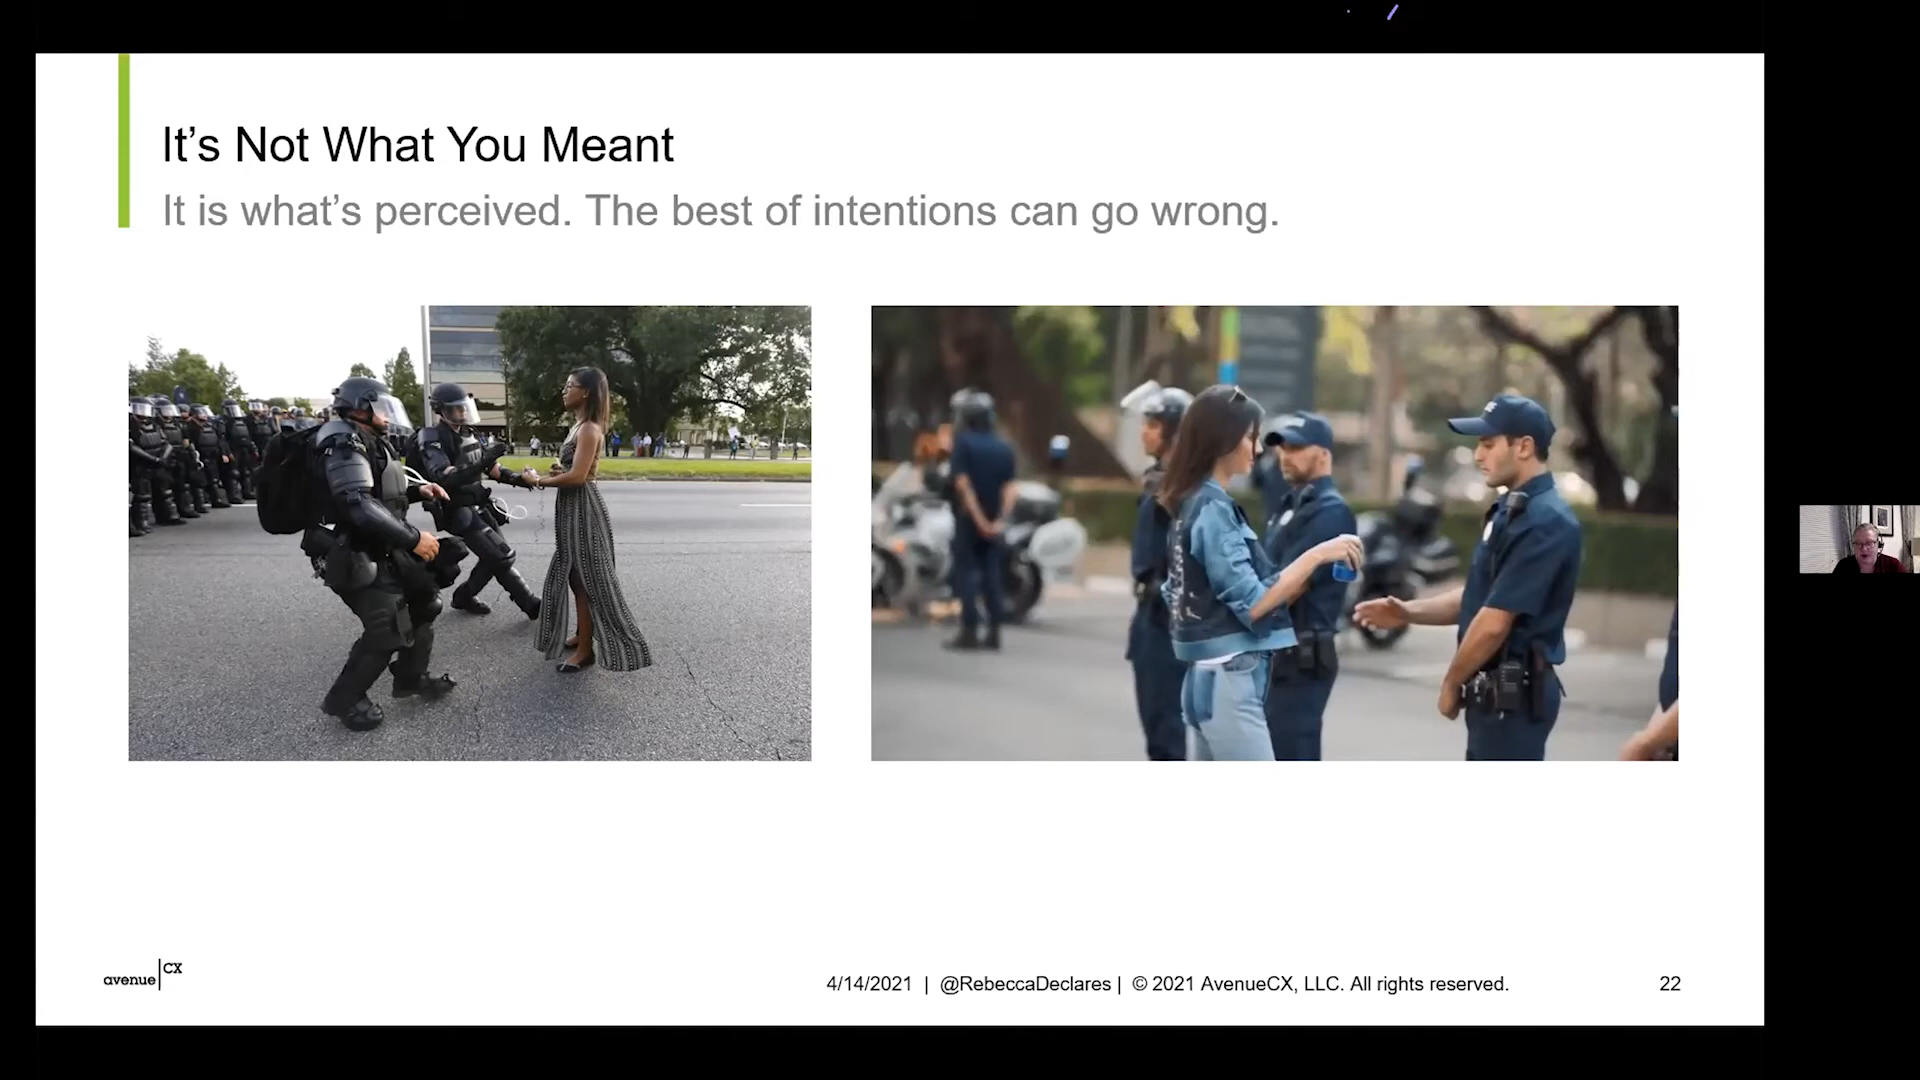 It’s Not What You Meant
It is what’s perceived. The best of intentions can go wrong.
avenue CX
4/14/2021 | @RebeccaDeclares | © 2021 AvenueCX, LLC. All rights reserved.
22